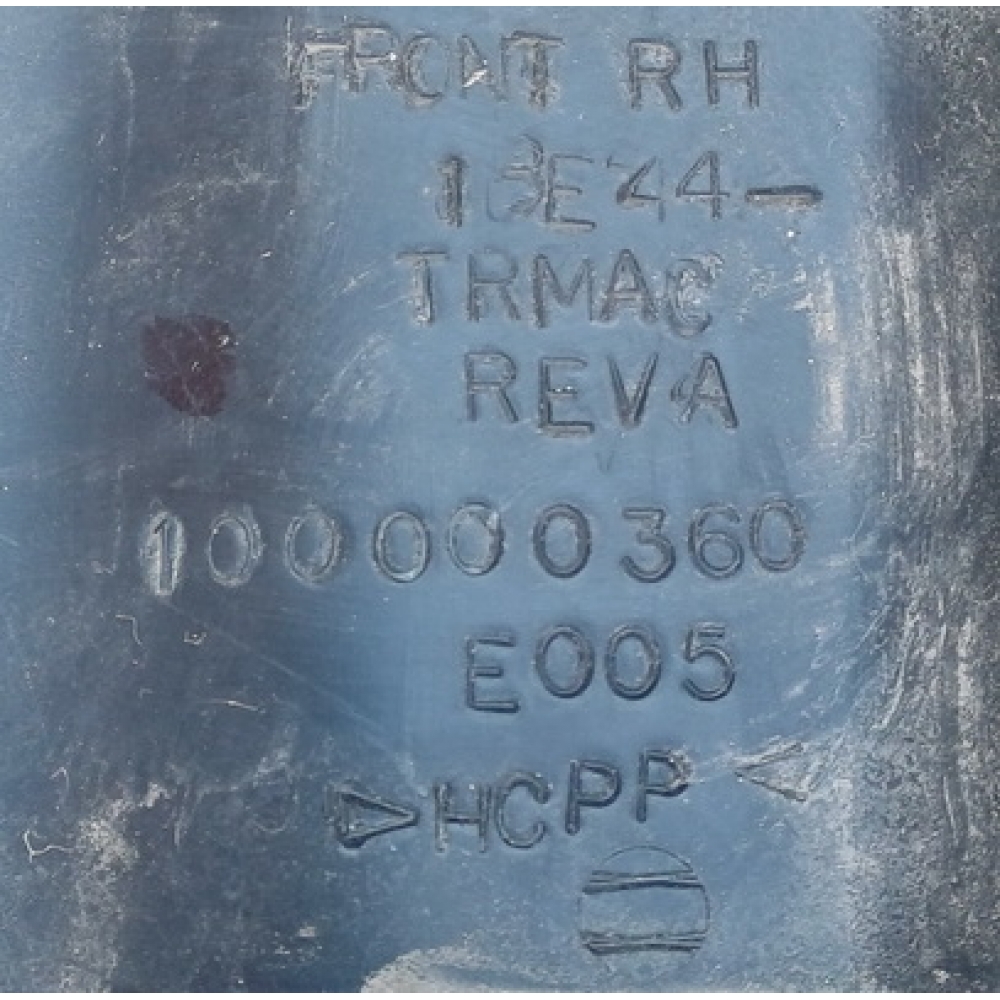 FRONT RH
TRMAC
REVA
100000360
E005
>HCPP<